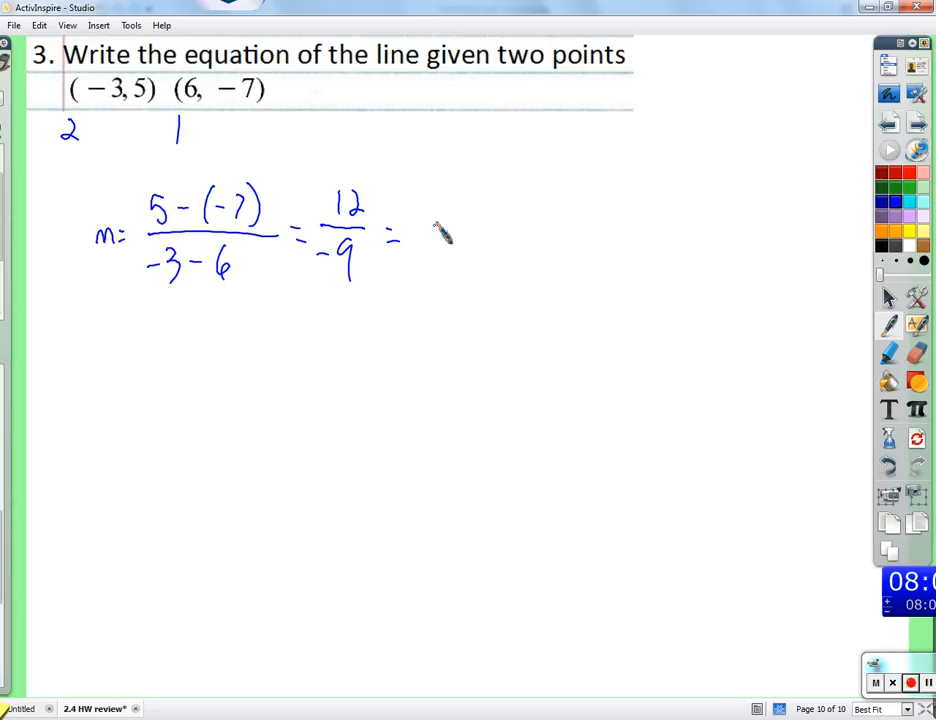 ActivInspire - Studio
File Edit View Insert Tools Help
3. Write the equation of the line given two points
(−3,5) (6, −7)
2 1
m= 5-(-7) / -3-6 = 12 / -9 =
T π
08:0
08:0
M
Untitled 2.4 HW review* Page 10 of 10 Best Fit